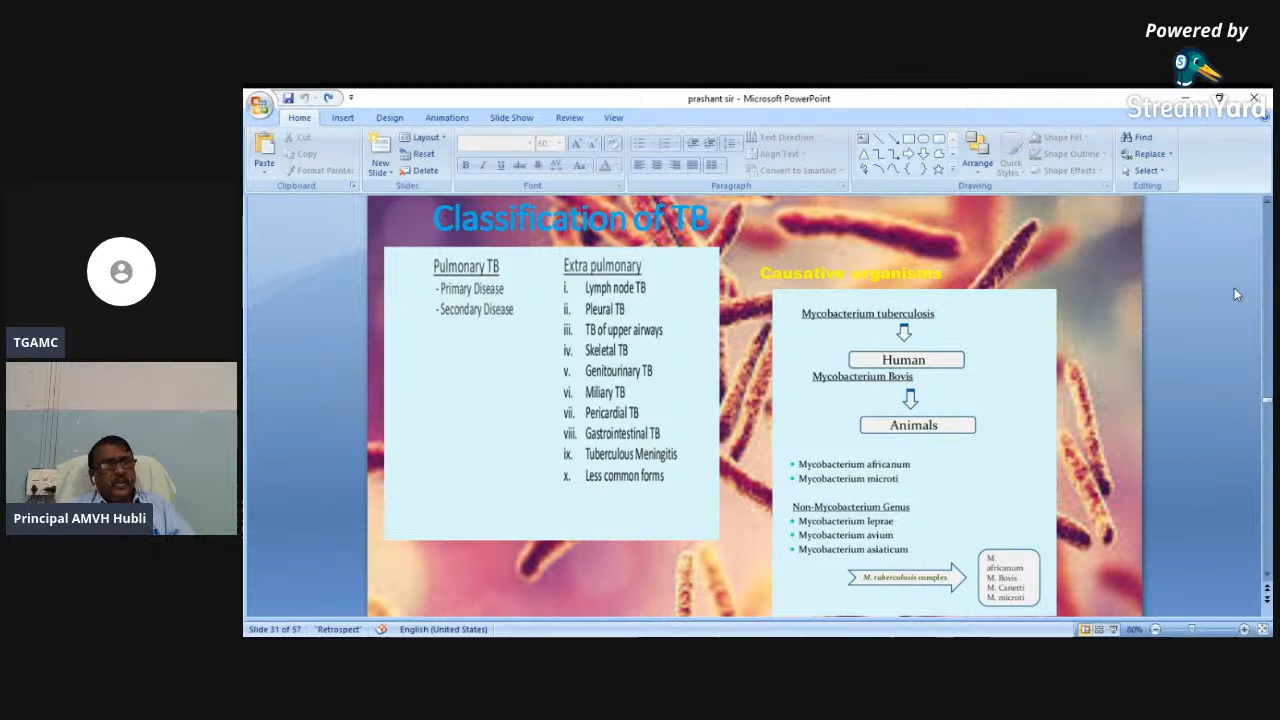 Powered by
StreamYard
prashant sir - Microsoft PowerPoint
Home Insert Design Animations Slide Show Review View
Paste
Cut
Copy
Format Painter
Clipboard
New
Slide
Layout
Reset
Delete
Slides
60
B I U abc S AV Aa A
Font
Text Direction
Align Text
Convert to SmartArt
Paragraph
Arrange
Quick
Styles
Shape Fill
Shape Outline
Shape Effects
Drawing
Find
Replace
Select
Editing
Classification of TB
Pulmonary TB
- Primary Disease
- Secondary Disease
Extra pulmonary
i. Lymph node TB
ii. Pleural TB
iii. TB of upper airways
iv. Skeletal TB
v. Genitourinary TB
vi. Miliary TB
vii. Pericardial TB
viii. Gastrointestinal TB
ix. Tuberculous Meningitis
x. Less common forms
Causative organisms
Mycobacterium tuberculosis
Human
Mycobacterium Bovis
Animals
Mycobacterium africanum
Mycobacterium microti
Non-Mycobacterium Genus
Mycobacterium leprae
Mycobacterium avium
Mycobacterium asiaticum
M. tuberculosis complex
M.
africanum
M. Bovis
M. Canetti
M. microti
TGAMC
Principal AMVH Hubli
Slide 31 of 57 "Retrospect" English (United States) 80%